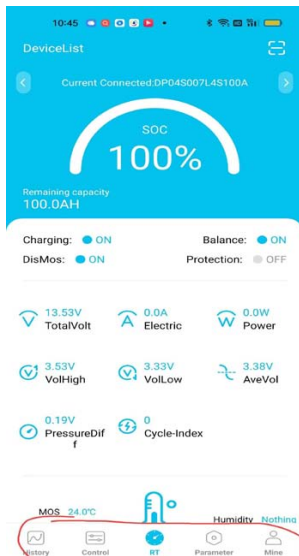 10:45
DeviceList
Current Connected:DP04S007L4S100A
SOC
100%
Remaining capacity
100.0AH
Charging: ON Balance: ON
DisMos: ON Protection: OFF
13.53V 0.0A 0.0W
TotalVolt Electric Power
3.53V 3.33V 3.38V
VolHigh VolLow AveVol
0.19V 0
PressureDif Cycle-Index
f
MOS 24.0℃ Humidity Nothing
History Control RT Parameter Mine